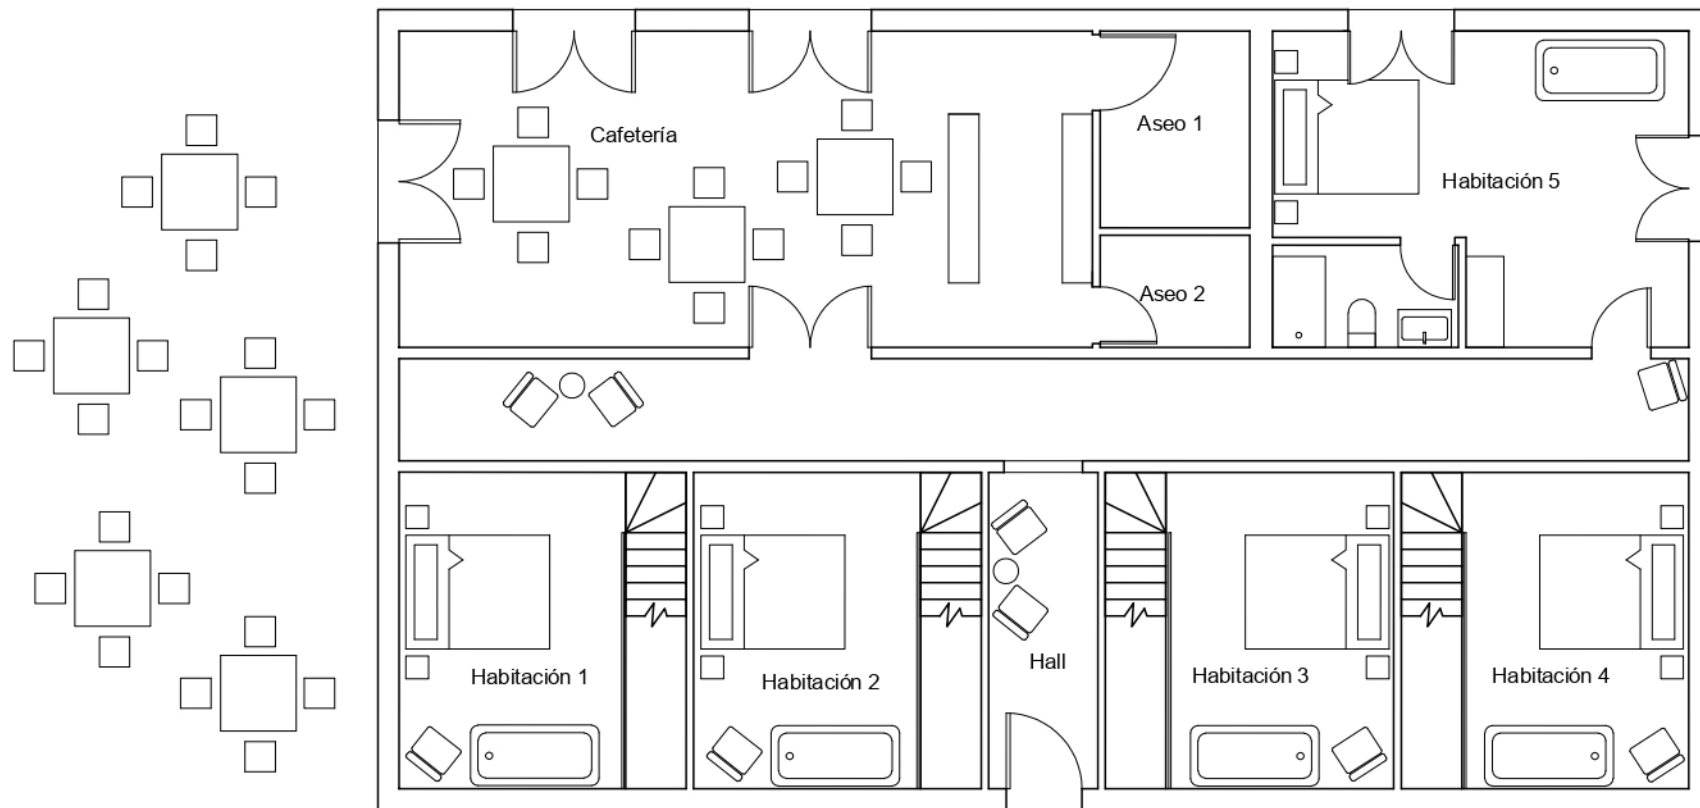 Cafetería
Aseo 1
Habitación 5
Aseo 2
Habitación 1
Habitación 2
Hall
Habitación 3
Habitación 4